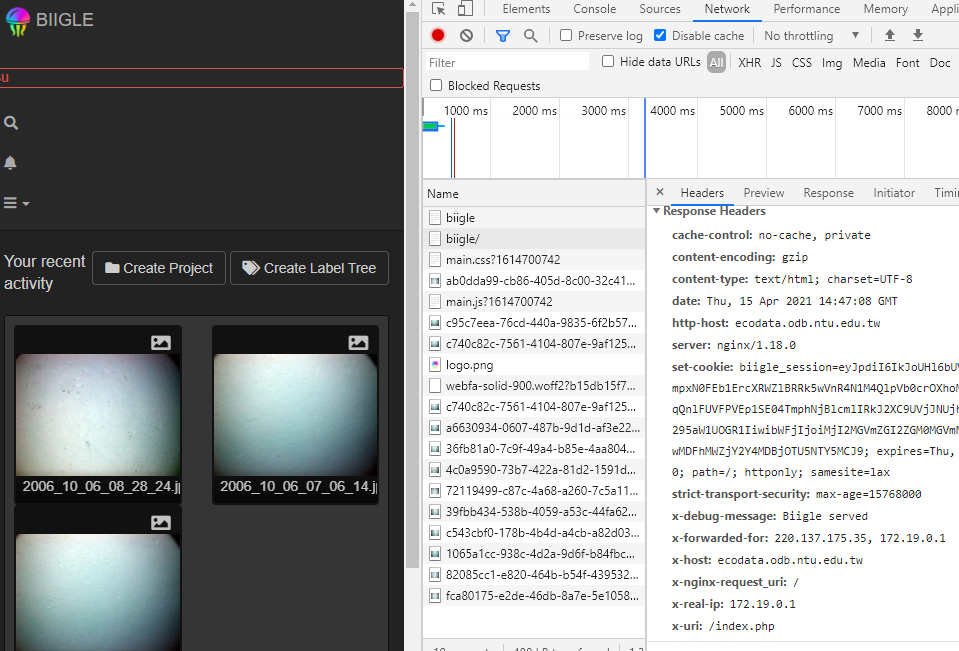 BIIGLE
su
Your recent
activity
Create Project
Create Label Tree
2006_10_06_08_28_24.j
2006_10_06_07_06_14.j
Elements Console Sources Network Performance Memory Appli
Preserve log Disable cache No throttling
Filter Hide data URLs All XHR JS CSS Img Media Font Doc
Blocked Requests
1000 ms 2000 ms 3000 ms 4000 ms 5000 ms 6000 ms 7000 ms 8000
Name
biigle
biigle/
main.css?1614700742
ab0dda99-cb86-405d-8c00-32c41...
main.js?1614700742
c95c7eea-76cd-440a-9835-6f2b57...
c740c82c-7561-4104-807e-9af125...
logo.png
webfa-solid-900.woff2?b15db15f7...
c740c82c-7561-4104-807e-9af125...
a6630934-0607-487b-9d1d-af3e22...
36fb81a0-7c9f-49a4-b85e-4aa804...
4c0a9590-73b7-422a-81d2-1591d...
72119499-c87c-4a68-a260-7c5a11...
39fbb434-538b-4059-a53c-44fa62...
c543cbf0-178b-4b4d-a4cb-a82d03...
1065a1cc-938c-4d2a-9d6f-b84fbc...
82085cc1-e820-464b-b54f-439532...
fca80175-e2de-46db-8a7e-5e1058...
Headers Preview Response Initiator Timi
Response Headers
cache-control: no-cache, private
content-encoding: gzip
content-type: text/html; charset=UTF-8
date: Thu, 15 Apr 2021 14:47:08 GMT
http-host: ecodata.odb.ntu.edu.tw
server: nginx/1.18.0
set-cookie:
expires=Thu,
0; path=/; httponly; samesite=lax
strict-transport-security: max-age=15768000
x-debug-message: Biigle served
x-forwarded-for: 220.137.175.35, 172.19.0.1
x-host: ecodata.odb.ntu.edu.tw
x-nginx-request_uri: /
x-real-ip: 172.19.0.1
x-uri: /index.php